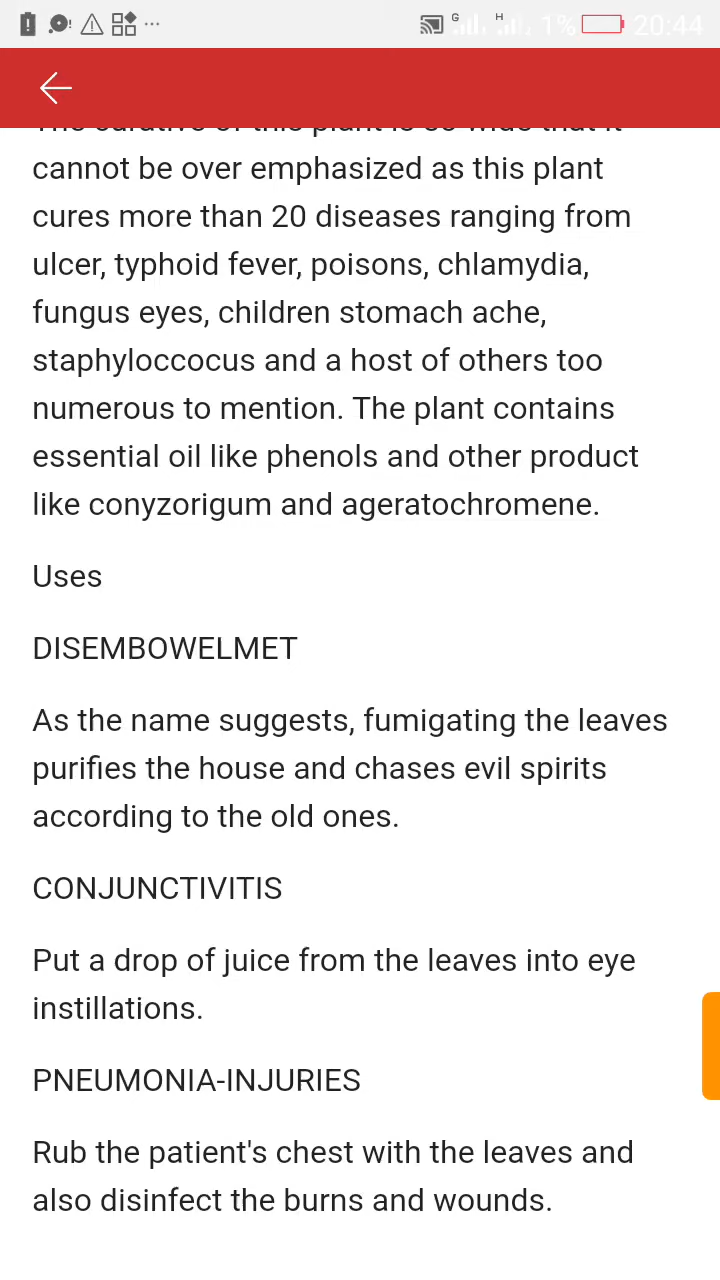 G H 1% 20:44
cannot be over emphasized as this plant
cures more than 20 diseases ranging from
ulcer, typhoid fever, poisons, chlamydia,
fungus eyes, children stomach ache,
staphyloccocus and a host of others too
numerous to mention. The plant contains
essential oil like phenols and other product
like conyzorigum and ageratochromene.
Uses
DISEMBOWELMET
As the name suggests, fumigating the leaves
purifies the house and chases evil spirits
according to the old ones.
CONJUNCTIVITIS
Put a drop of juice from the leaves into eye
instillations.
PNEUMONIA-INJURIES
Rub the patient's chest with the leaves and
also disinfect the burns and wounds.